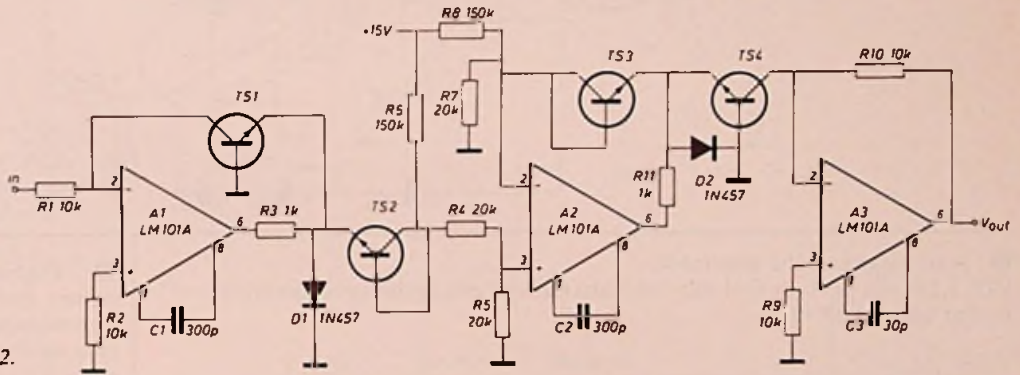 +15V
R8 150k
R7
20k
TS3
TS4
R10 10k
TS1
R5
150k
in
R1 10k
2
-
A1
LM101A
6
8
3
+
1
R2
10k
C1
300p
R3 1k
D1
1N457
TS2
R4 20k
R5
20k
2
-
A2
LM101A
6
8
3
+
1
C2
300p
R11
1k
D2
1N457
2
-
A3
LM101A
6
8
3
+
1
R9
10k
C3
30p
Vout
2.